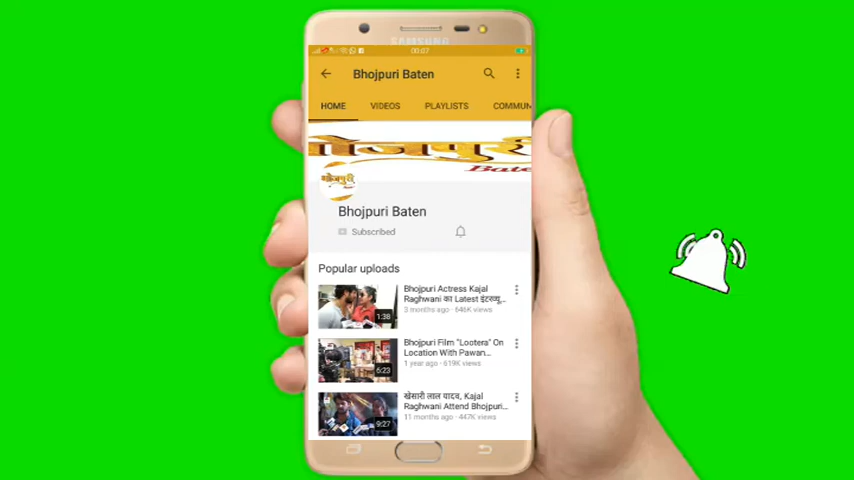 SAMSUNG
00:07
Bhojpuri Baten
HOME VIDEOS PLAYLISTS COMMUN
भोजपुरी
Bate
भोजपुरी
Bhojpuri Baten
Subscribed
Popular uploads
Bhojpuri Actress Kajal
Raghwani का Latest इंटरव्यू...
3 months ago · 646K views
1:38
Bhojpuri Film "Lootera" On
Location With Pawan...
1 year ago · 619K views
6:23
खेसारी लाल यादव, Kajal
Raghwani Attend Bhojpuri...
11 months ago · 447K views
9:27